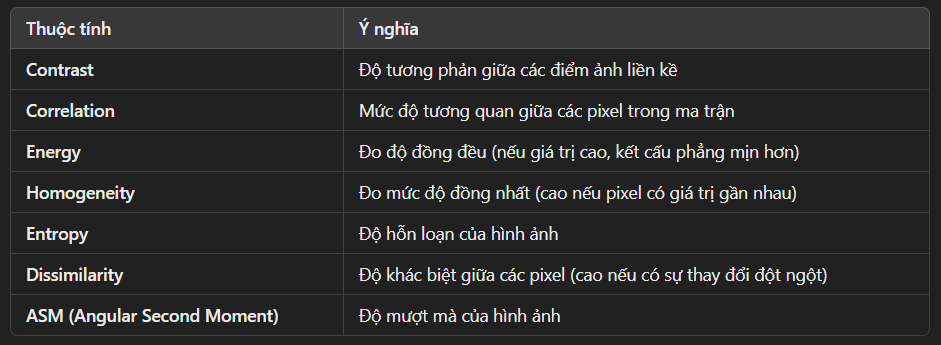 Thuộc tính	Ý nghĩa
Contrast	Độ tương phản giữa các điểm ảnh liền kề
Correlation	Mức độ tương quan giữa các pixel trong ma trận
Energy	Đo độ đồng đều (nếu giá trị cao, kết cấu phẳng mịn hơn)
Homogeneity	Đo mức độ đồng nhất (cao nếu pixel có giá trị gần nhau)
Entropy	Độ hỗn loạn của hình ảnh
Dissimilarity	Độ khác biệt giữa các pixel (cao nếu có sự thay đổi đột ngột)
ASM (Angular Second Moment)	Độ mượt mà của hình ảnh